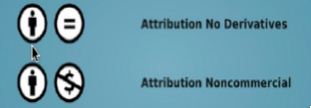 Attribution No Derivatives
Attribution Noncommercial